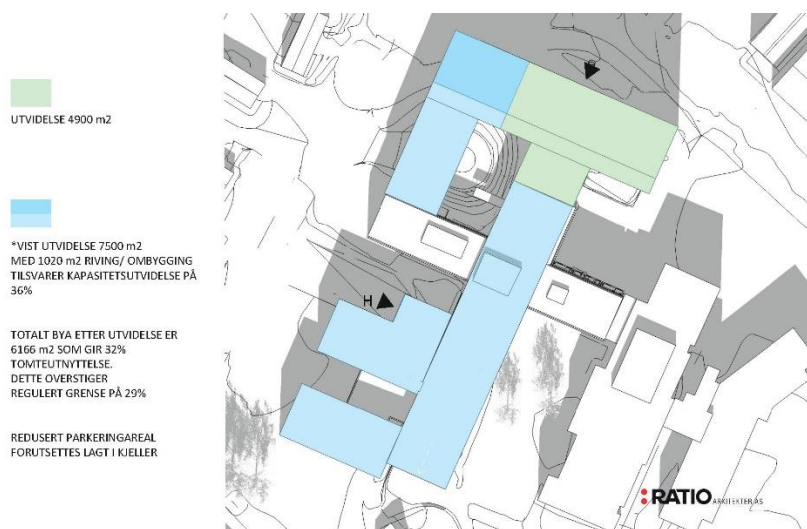 UTVIDELSE 4900 m2
*VIST UTVIDELSE 7500 m2
MED 1020 m2 RIVING/ OMBYGGING
TILSVARER KAPASITETSUTVIDELSE PÅ
36%
TOTALT BYA ETTER UTVIDELSE ER
6166 m2 SOM GIR 32%
TOMTEUTNYTTELSE.
DETTE OVERSTIGER
REGULERT GRENSE PÅ 29%
REDUSERT PARKERINGAREAL
FORUTSETTES LAGT I KJELLER
H
RATIO ARKITEKTER AS